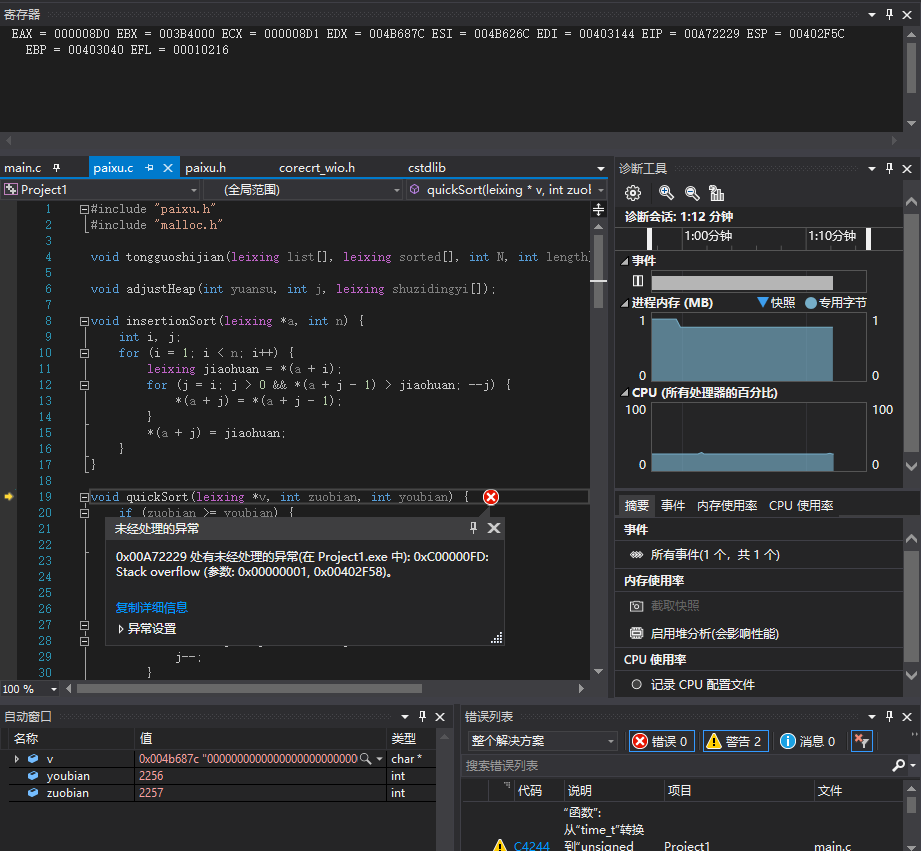 寄存器
EAX = 000008D0 EBX = 003B4000 ECX = 000008D1 EDX = 004B687C ESI = 004B626C EDI = 00403144 EIP = 00A72229 ESP = 00402F5C
EBP = 00403040 EFL = 00010216
main.c
paixu.c
paixu.h
corecrt_wio.h
cstdlib
Project1
(全局范围)
quickSort(leixing * v, int zuob
1 #include "paixu.h"
2 #include "malloc.h"
3
4 void tongguoshijian(leixing list[], leixing sorted[], int N, int length)
5
6 void adjustHeap(int yuansu, int j, leixing shuzidingyi[]);
7
8 void insertionSort(leixing *a, int n) {
9 int i, j;
10 for (i = 1; i < n; i++) {
11 leixing jiaohuan = *(a + i);
12 for (j = i; j > 0 && *(a + j - 1) > jiaohuan; --j) {
13 *(a + j) = *(a + j - 1);
14 }
15 *(a + j) = jiaohuan;
16 }
17 }
18
19 void quickSort(leixing *v, int zuobian, int youbian) {
20 if (zuobian >= youbian) {
21
22
23
24
25
26
27
28
29 j--;
30 }
未经处理的异常
0x00A72229 处有未经处理的异常(在 Project1.exe 中): 0xC00000FD:
Stack overflow (参数: 0x00000001, 0x00402F58)。
复制详细信息
异常设置
100 %
诊断工具
诊断会话: 1:12 分钟
1:00分钟
1:10分钟
事件
进程内存 (MB)
快照
专用字节
1
1
0
0
CPU (所有处理器的百分比)
100
100
0
0
摘要
事件
内存使用率
CPU 使用率
事件
所有事件(1 个，共 1 个)
内存使用率
截取快照
启用堆分析(会影响性能)
CPU 使用率
记录 CPU 配置文件
自动窗口
名称
值
类型
v
0x004b687c "0000000000000000000000000
char *
youbian
2256
int
zuobian
2257
int
错误列表
整个解决方案
错误 0
警告 2
消息 0
搜索错误列表
代码
说明
项目
文件
"函数":
从"time_t"转换
C4244
到"unsigned
Project1
main.c